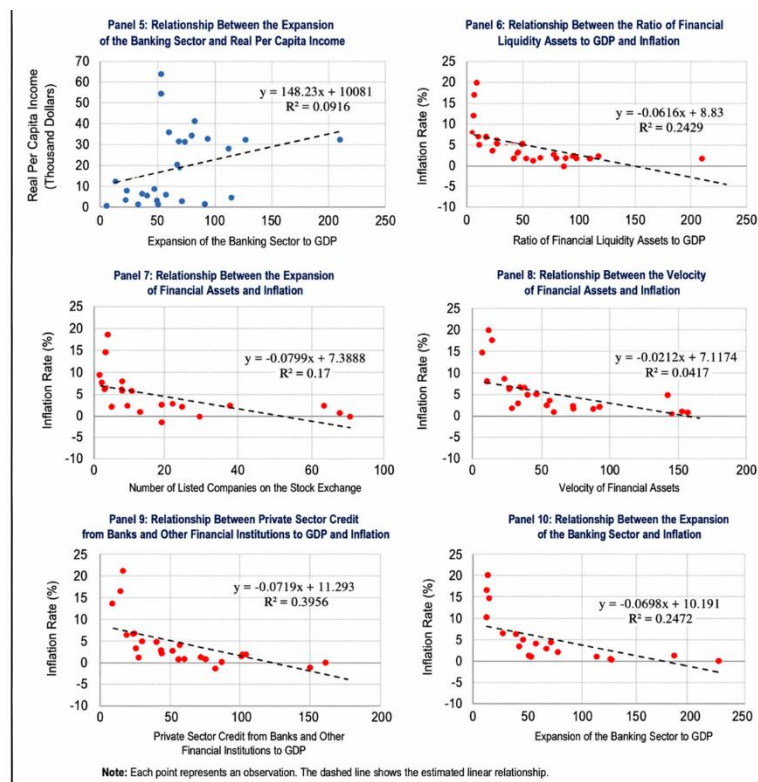 Panel 5: Relationship Between the Expansion
of the Banking Sector and Real Per Capita Income
Real Per Capita Income
(Thousand Dollars)
70
60
50
40
30
20
10
0
y = 148.23x + 10081
R² = 0.0916
0 50 100 150 200 250
Expansion of the Banking Sector to GDP
Panel 6: Relationship Between the Ratio of Financial
Liquidity Assets to GDP and Inflation
Inflation Rate (%)
25
20
15
10
5
0
-5
-10
y = -0.0616x + 8.83
R² = 0.2429
0 50 100 150 200 250
Ratio of Financial Liquidity Assets to GDP
Panel 7: Relationship Between the Expansion
of Financial Assets and Inflation
Inflation Rate (%)
25
20
15
10
5
0
-5
-10
y = -0.0799x + 7.3888
R² = 0.17
0 20 40 60 80 100
Number of Listed Companies on the Stock Exchange
Panel 8: Relationship Between the Velocity
of Financial Assets and Inflation
Inflation Rate (%)
25
20
15
10
5
0
-5
-10
y = -0.0212x + 7.1174
R² = 0.0417
0 50 100 150 200
Velocity of Financial Assets
Panel 9: Relationship Between Private Sector Credit
from Banks and Other Financial Institutions to GDP and Inflation
Inflation Rate (%)
25
20
15
10
5
0
-5
-10
y = -0.0719x + 11.293
R² = 0.3956
0 50 100 150 200
Private Sector Credit from Banks and Other
Financial Institutions to GDP
Panel 10: Relationship Between the Expansion
of the Banking Sector and Inflation
Inflation Rate (%)
25
20
15
10
5
0
-5
-10
y = -0.0698x + 10.191
R² = 0.2472
0 50 100 150 200 250
Expansion of the Banking Sector to GDP
Note: Each point represents an observation. The dashed line shows the estimated linear relationship.